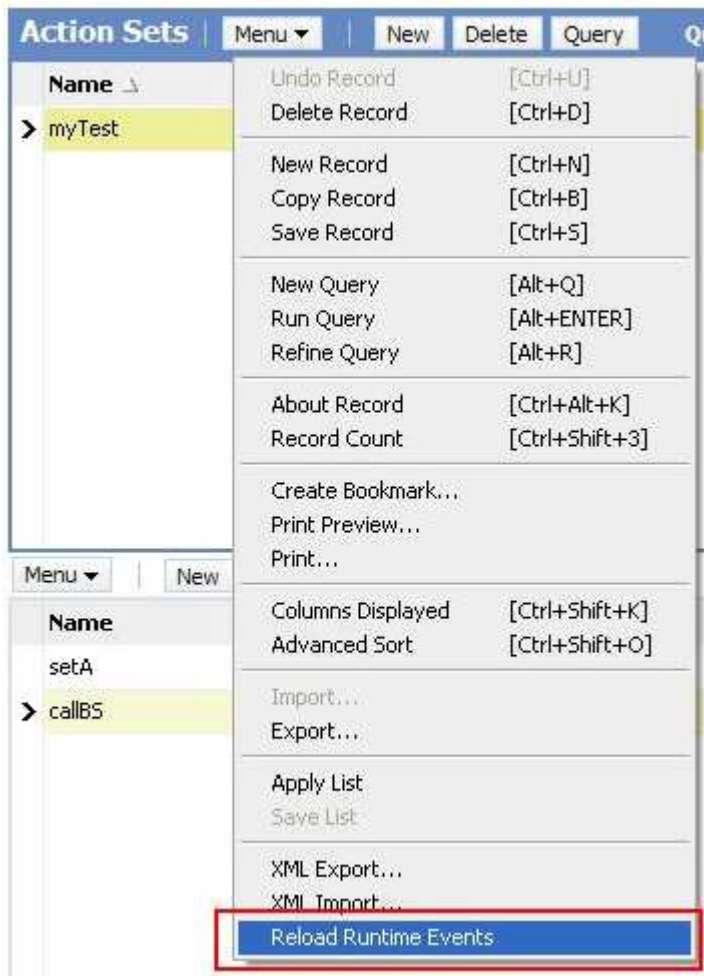 Action Sets Menu New Delete Query
Name
myTest
Undo Record [Ctrl+U]
Delete Record [Ctrl+D]
New Record [Ctrl+N]
Copy Record [Ctrl+B]
Save Record [Ctrl+S]
New Query [Alt+Q]
Run Query [Alt+ENTER]
Refine Query [Alt+R]
About Record [Ctrl+Alt+K]
Record Count [Ctrl+Shift+3]
Create Bookmark...
Print Preview...
Print...
Columns Displayed [Ctrl+Shift+K]
Advanced Sort [Ctrl+Shift+O]
Import...
Export...
Apply List
Save List
XML Export...
XML Import...
Reload Runtime Events
Menu New
Name
setA
callBS